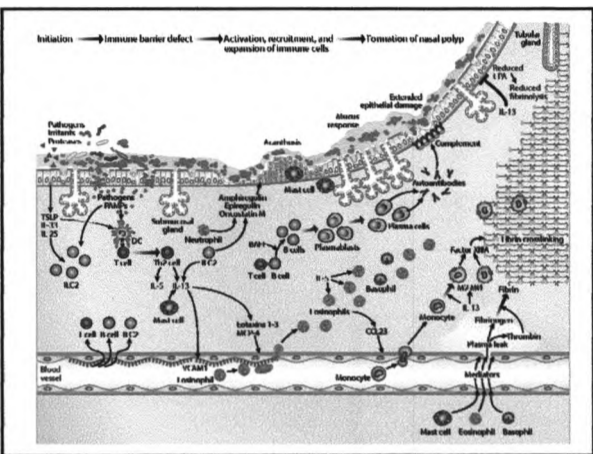 Initiation → Immune barrier defect → Activation, recruitment, and expansion of immune cells → Formation of nasal polyp
Tubular gland
Reduced t PA
Reduced fibrinolysis
IL-13
Extended epithelial damage
Mucus response
Pathogens
Irritants
Proteases
Acanthosis
Mast cell
Complement
Autoantibodies
Pathogens
PAMPs
Submucosal gland
Amphiregulin
Epiregulin
Oncostatin M
TSLP
IL-25
DC
Neutrophil
B cells
Plasmablasts
Plasma cells
Factor XIIIA
Fibrin crosslinking
T cell
Th2 cell
ILC2
T cell
B cell
IL-5
Basophil
ILC2
IL-5
IL-13
Eosinophils
M2 MΦ
IL 13
Fibrin
Mast cell
Eotaxin 1-3
MCP-4
CCL23
Monocyte
Fibrinogen
T cell
B cell
ILC2
Thrombin
Plasma leak
Blood vessel
VCAM1
Eosinophil
Monocyte
Mediators
Mast cell
Eosinophil
Basophil